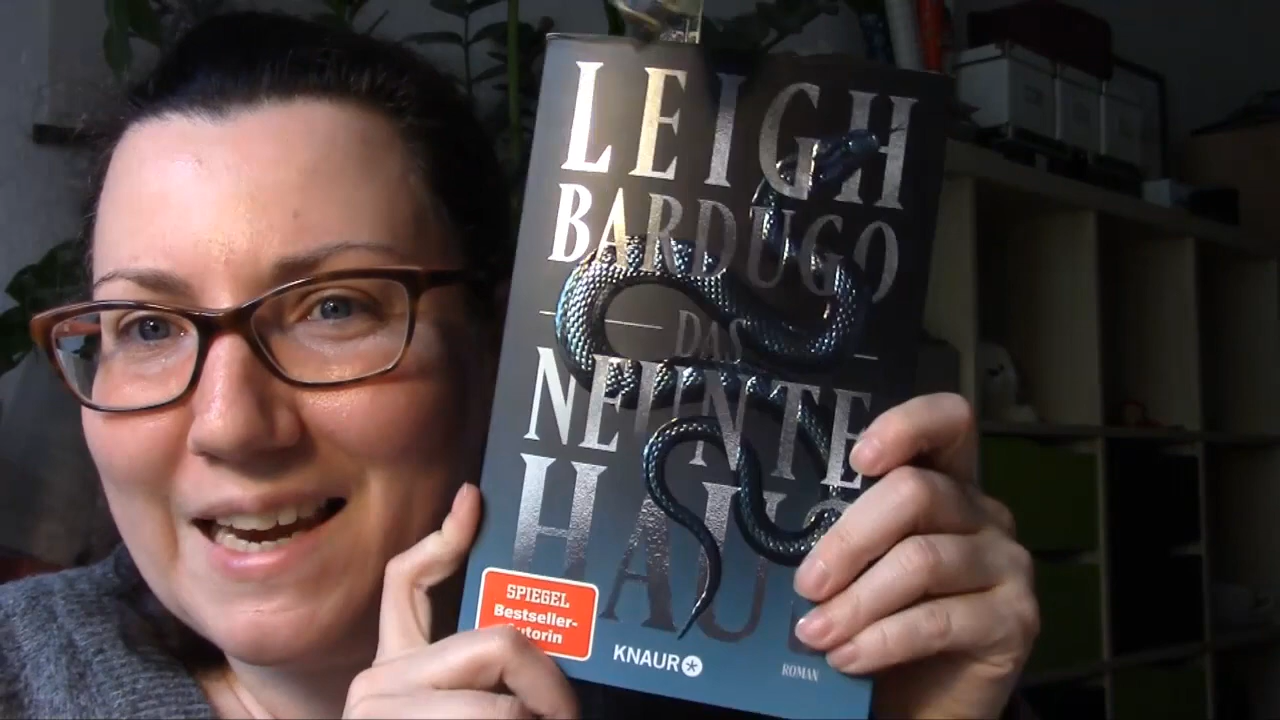 LEIGH
BARDUGO
DAS
NEUNTE
HAUS
SPIEGEL
Bestseller-
Autorin
KNAUR
ROMAN